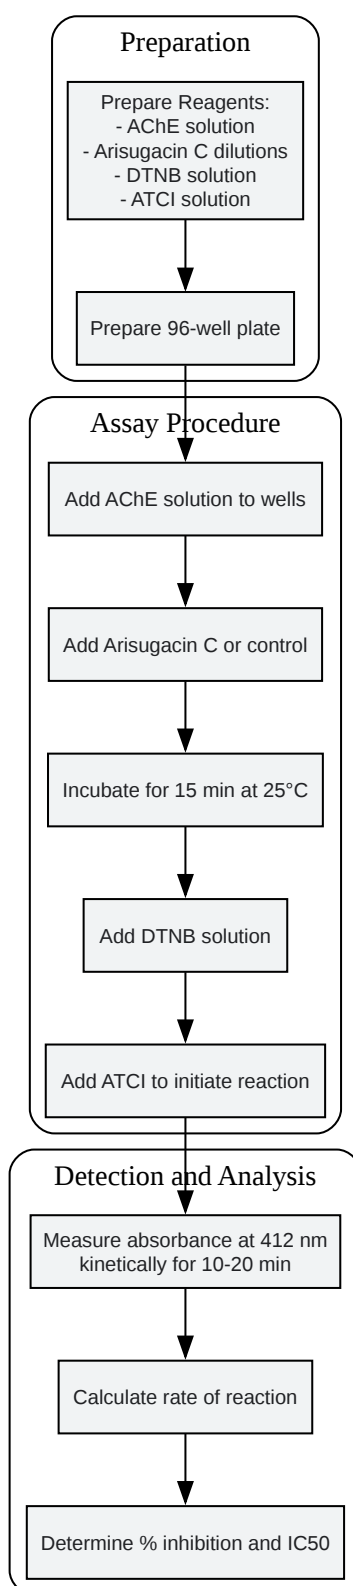 Preparation
Prepare Reagents:
- AChE solution
- Arisugacin C dilutions
- DTNB solution
- ATCI solution
Prepare 96-well plate
Assay Procedure
Add AChE solution to wells
Add Arisugacin C or control
Incubate for 15 min at 25°C
Add DTNB solution
Add ATCI to initiate reaction
Detection and Analysis
Measure absorbance at 412 nm
kinetically for 10-20 min
Calculate rate of reaction
Determine % inhibition and IC50